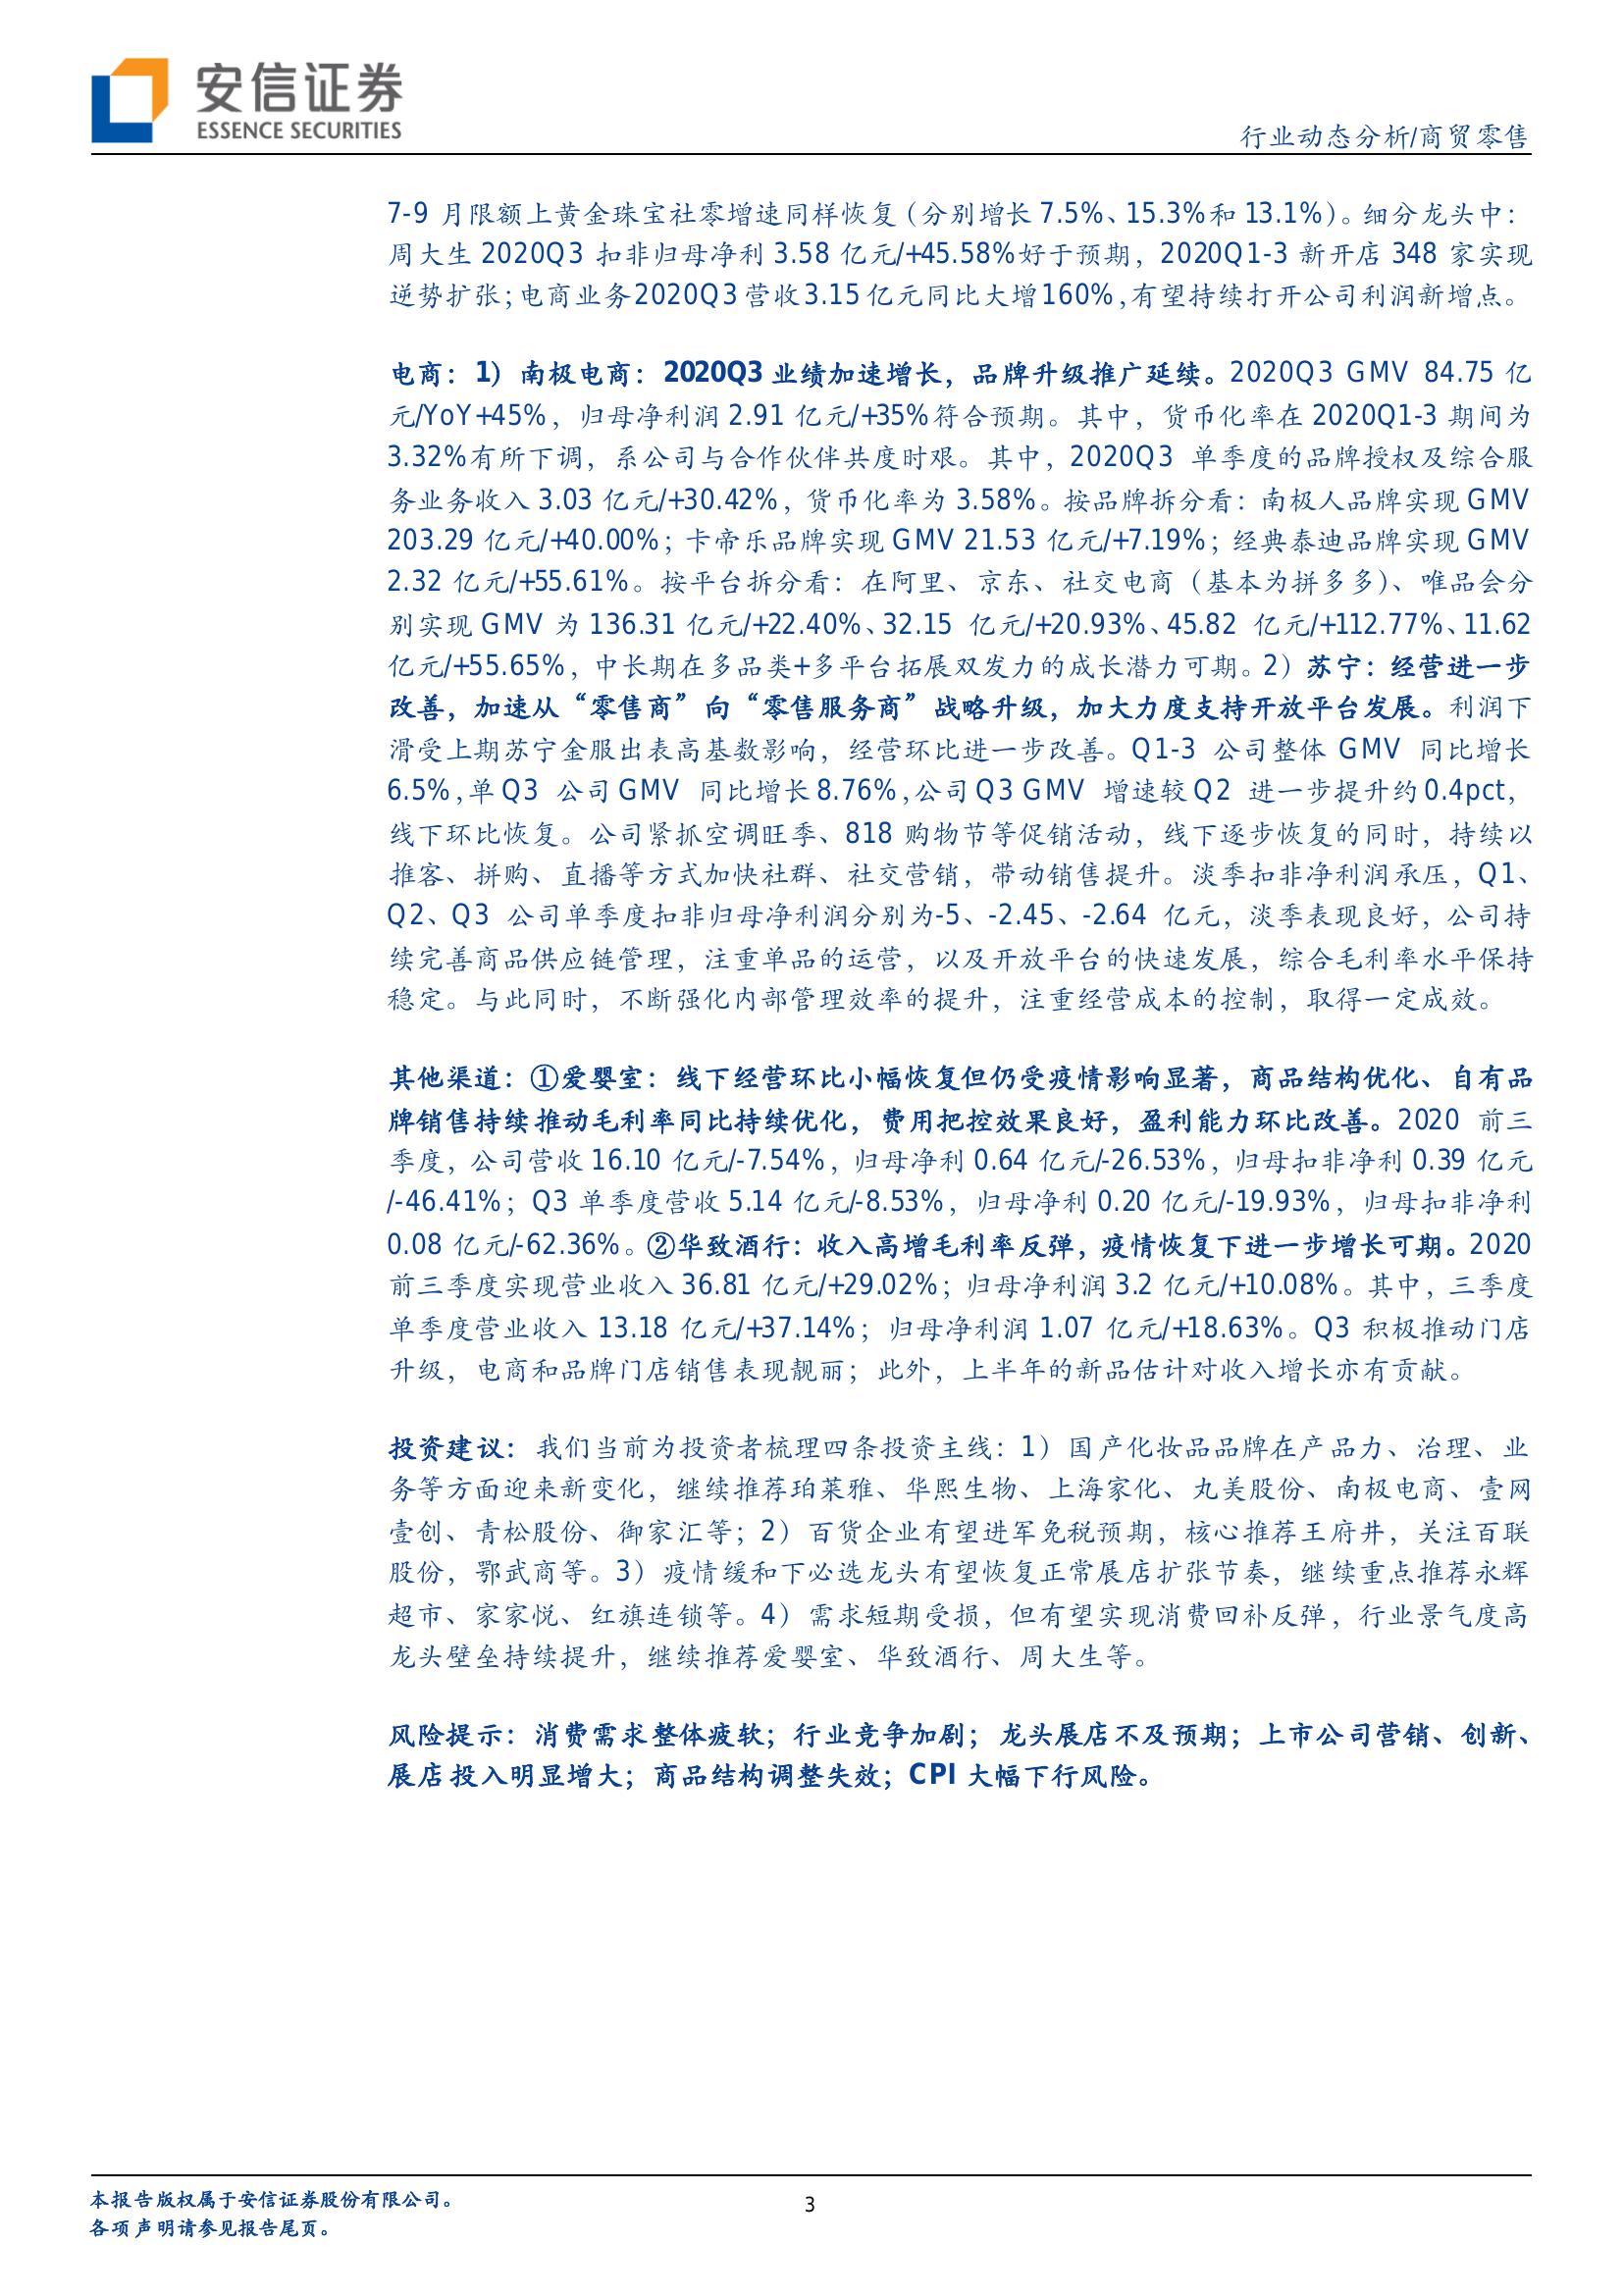 安信证券
ESSENCE SECURITIES
行业动态分析/商贸零售
7-9 月限额上黄金珠宝社零增速同样恢复（分别增长 7.5%、15.3%和 13.1%）。细分龙头中：
周大生 2020Q3 扣非归母净利 3.58 亿元/+45.58%好于预期，2020Q1-3 新开店 348 家实现
逆势扩张；电商业务2020Q3营收3.15亿元同比大增160%，有望持续打开公司利润新增点。
电商：1）南极电商：2020Q3 业绩加速增长，品牌升级推广延续。2020Q3 GMV 84.75 亿
元/YoY+45%，归母净利润 2.91 亿元/+35%符合预期。其中，货币化率在 2020Q1-3 期间为
3.32%有所下调，系公司与合作伙伴共度时艰。其中，2020Q3 单季度的品牌授权及综合服
务业务收入 3.03 亿元/+30.42%，货币化率为 3.58%。按品牌拆分看：南极人品牌实现 GMV
203.29 亿元/+40.00%；卡帝乐品牌实现 GMV 21.53 亿元/+7.19%；经典泰迪品牌实现 GMV
2.32 亿元/+55.61%。按平台拆分看：在阿里、京东、社交电商（基本为拼多多）、唯品会分
别实现 GMV 为 136.31 亿元/+22.40%、32.15 亿元/+20.93%、45.82 亿元/+112.77%、11.62
亿元/+55.65%，中长期在多品类+多平台拓展双发力的成长潜力可期。2）苏宁：经营进一步
改善，加速从“零售商”向“零售服务商”战略升级，加大力度支持开放平台发展。利润下
滑受上期苏宁金服出表高基数影响，经营环比进一步改善。Q1-3 公司整体 GMV 同比增长
6.5%，单 Q3 公司 GMV 同比增长 8.76%，公司 Q3 GMV 增速较 Q2 进一步提升约 0.4pct，
线下环比恢复。公司紧抓空调旺季、818 购物节等促销活动，线下逐步恢复的同时，持续以
推客、拼购、直播等方式加快社群、社交营销，带动销售提升。淡季扣非净利润承压，Q1、
Q2、Q3 公司单季度扣非归母净利润分别为-5、-2.45、-2.64 亿元，淡季表现良好，公司持
续完善商品供应链管理，注重单品的运营，以及开放平台的快速发展，综合毛利率水平保持
稳定。与此同时，不断强化内部管理效率的提升，注重经营成本的控制，取得一定成效。
其他渠道：①爱婴室：线下经营环比小幅恢复但仍受疫情影响显著，商品结构优化、自有品
牌销售持续推动毛利率同比持续优化，费用把控效果良好，盈利能力环比改善。2020 前三
季度，公司营收 16.10 亿元/-7.54%，归母净利 0.64 亿元/-26.53%，归母扣非净利 0.39 亿元
/-46.41%；Q3 单季度营收 5.14 亿元/-8.53%，归母净利 0.20 亿元/-19.93%，归母扣非净利
0.08 亿元/-62.36%。②华致酒行：收入高增毛利率反弹，疫情恢复下进一步增长可期。2020
前三季度实现营业收入 36.81 亿元/+29.02%；归母净利润 3.2 亿元/+10.08%。其中，三季度
单季度营业收入 13.18 亿元/+37.14%；归母净利润 1.07 亿元/+18.63%。Q3 积极推动门店
升级，电商和品牌门店销售表现靓丽；此外，上半年的新品估计对收入增长亦有贡献。
投资建议：我们当前为投资者梳理四条投资主线：1）国产化妆品品牌在产品力、治理、业
务等方面迎来新变化，继续推荐珀莱雅、华熙生物、上海家化、丸美股份、南极电商、壹网
壹创、青松股份、御家汇等；2）百货企业有望进军免税预期，核心推荐王府井，关注百联
股份，鄂武商等。3）疫情缓和下必选龙头有望恢复正常展店扩张节奏，继续重点推荐永辉
超市、家家悦、红旗连锁等。4）需求短期受损，但有望实现消费回补反弹，行业景气度高
龙头壁垒持续提升，继续推荐爱婴室、华致酒行、周大生等。
风险提示：消费需求整体疲软；行业竞争加剧；龙头展店不及预期；上市公司营销、创新、
展店投入明显增大；商品结构调整失效；CPI 大幅下行风险。
本报告版权属于安信证券股份有限公司。
各项声明请参见报告尾页。
3